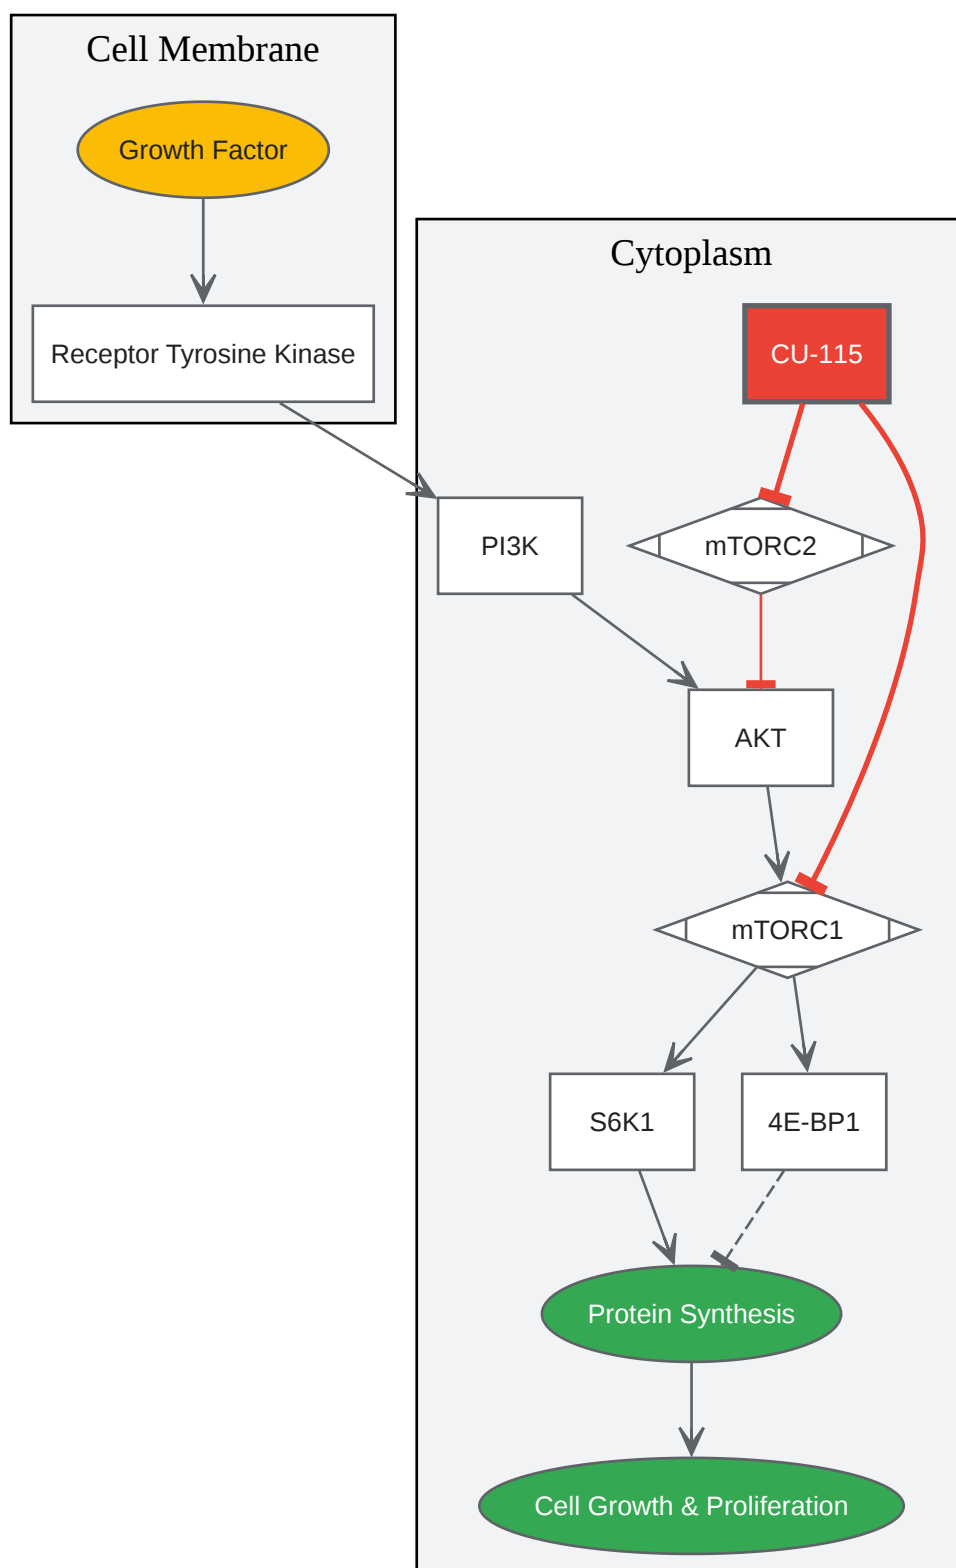 Cell Membrane
Growth Factor
Receptor Tyrosine Kinase
Cytoplasm
CU-115
PI3K
mTORC2
AKT
mTORC1
S6K1
4E-BP1
Protein Synthesis
Cell Growth & Proliferation